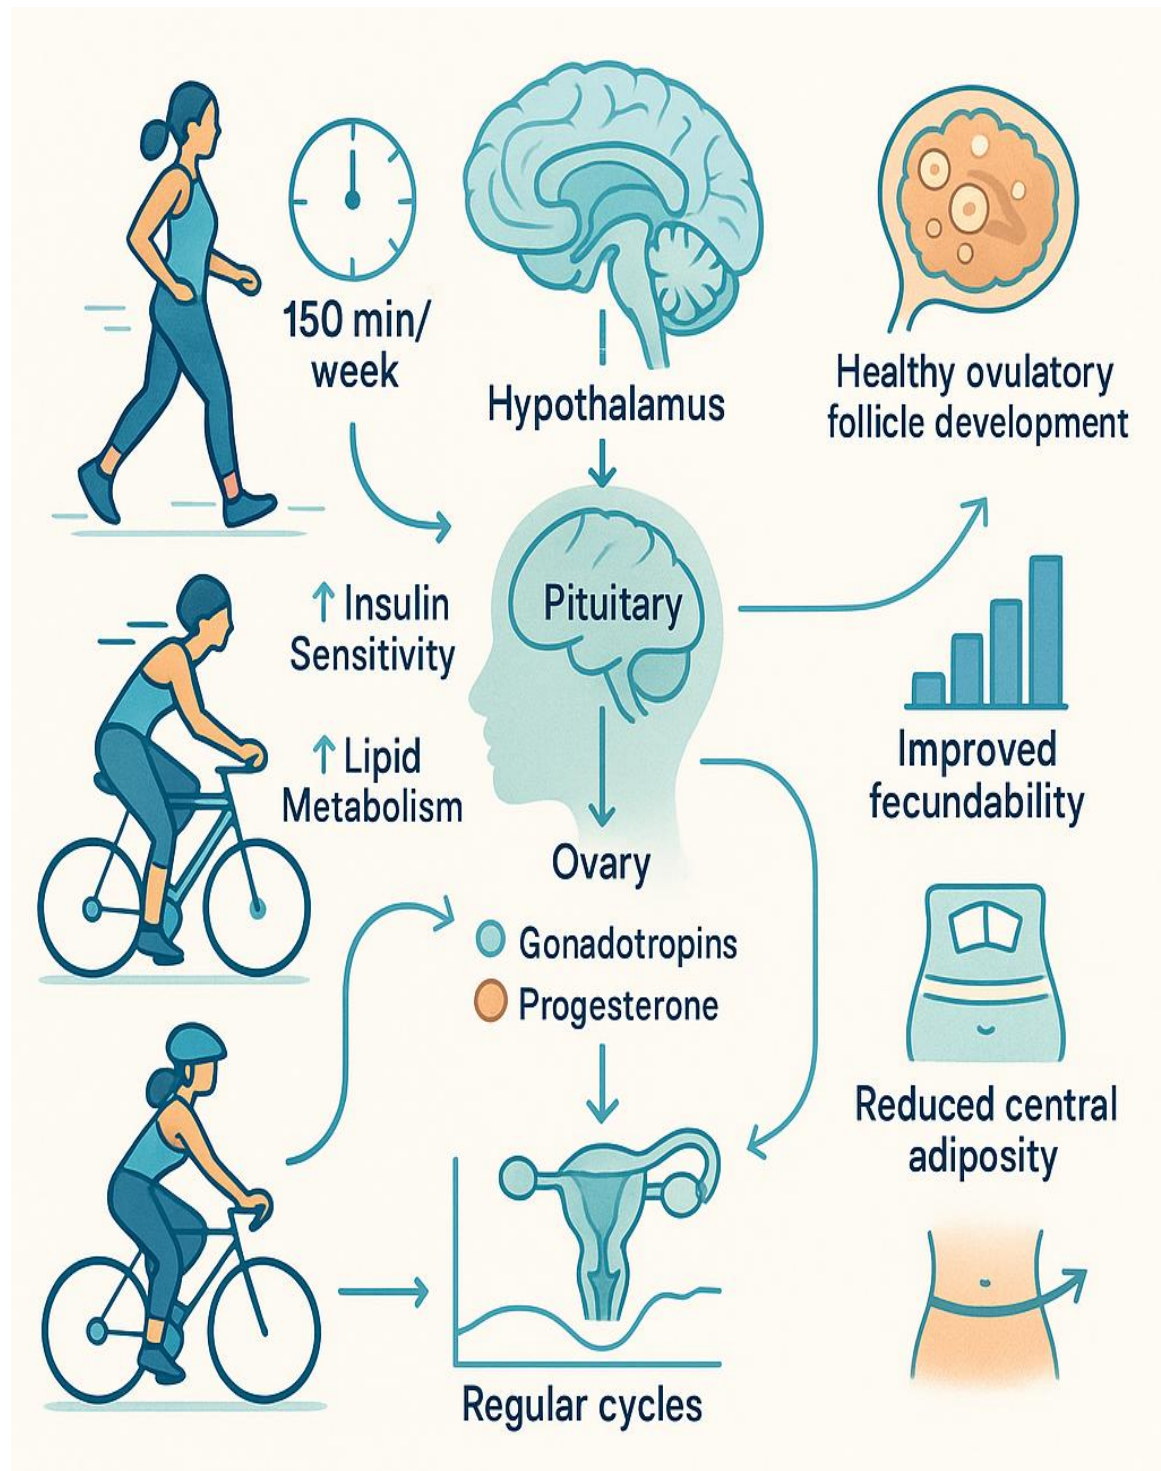 150 min/
week
Hypothalamus
Healthy ovulatory
follicle development
↑ Insulin
Sensitivity
Pituitary
↑ Lipid
Metabolism
Improved
fecundability
Ovary
Gonadotropins
Progesterone
Reduced central
adiposity
Regular cycles